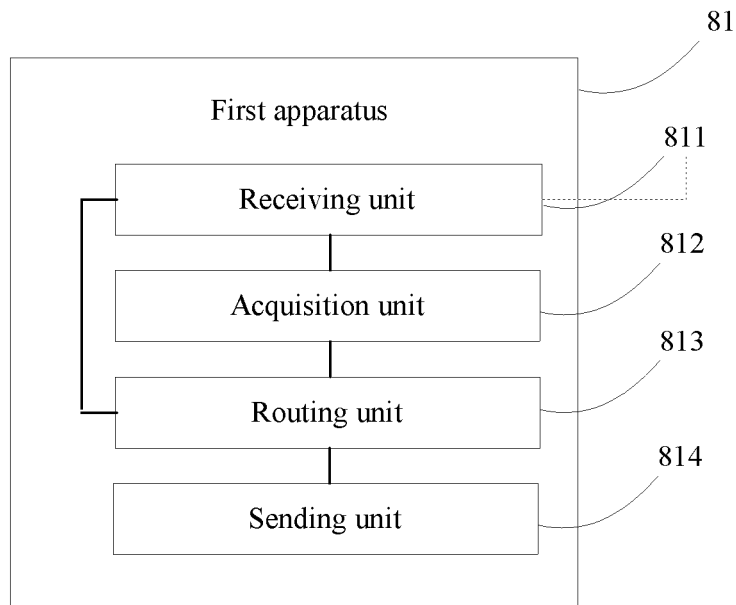 81
First apparatus
811
Receiving unit
812
Acquisition unit
813
Routing unit
814
Sending unit